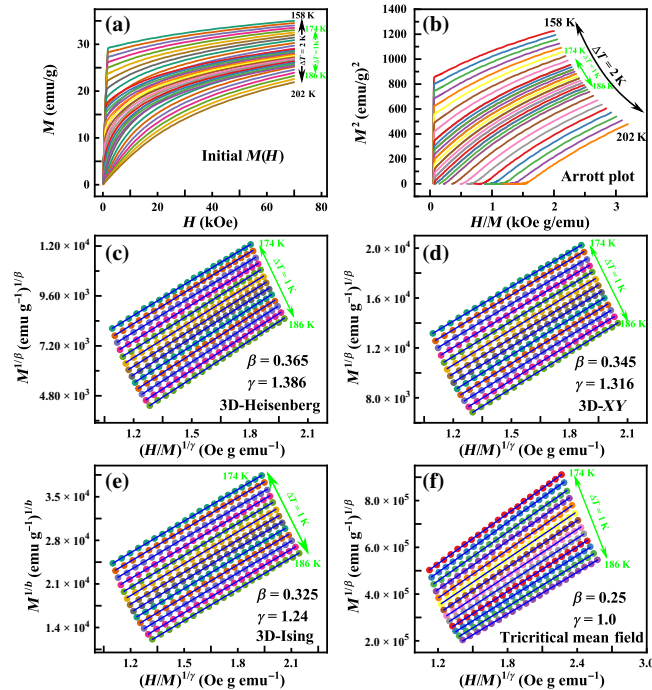 (a)
158 K
174 K
ΔT = 2 K
ΔT = 1K
186 K
202 K
Initial M(H)
M (emu/g)
30
20
10
0
0 20 40 60 80
H (kOe)
(b)
158 K
174 K
ΔT = 2 K
186 K
202 K
Arrott plot
M² (emu/g)²
1400
1200
1000
800
600
400
200
0
0 1 2 3
H/M (kOe g/emu)
(c)
174 K
ΔT = 1 K
186 K
β = 0.365
γ = 1.386
3D-Heisenberg
M^1/β (emu g⁻¹)^1/β
1.20 × 10⁴
9.60 × 10³
7.20 × 10³
4.80 × 10³
1.2 1.5 1.8 2.1
(H/M)^1/γ (Oe g emu⁻¹)
(d)
174 K
ΔT = 1 K
186 K
β = 0.345
γ = 1.316
3D-XY
M^1/β (emu g⁻¹)^1/β
2.0 × 10⁴
1.7 × 10⁴
1.4 × 10⁴
1.1 × 10⁴
8.0 × 10³
1.2 1.5 1.8 2.1
(H/M)^1/γ (Oe g emu⁻¹)
(e)
174 K
ΔT = 1 K
186 K
β = 0.325
γ = 1.24
3D-Ising
M^1/b (emu g⁻¹)^1/b
3.5 × 10⁴
2.8 × 10⁴
2.1 × 10⁴
1.4 × 10⁴
1.2 1.5 1.8 2.1
(H/M)^1/γ (Oe g emu⁻¹)
(f)
174 K
ΔT = 1 K
186 K
β = 0.25
γ = 1.0
Tricritical mean field
M^1/β (emu g⁻¹)^1/β
8.0 × 10⁵
6.0 × 10⁵
5.0 × 10⁵
3.0 × 10⁵
2.0 × 10⁵
1.2 1.8 2.4 3.0
(H/M)^1/γ (Oe g emu⁻¹)